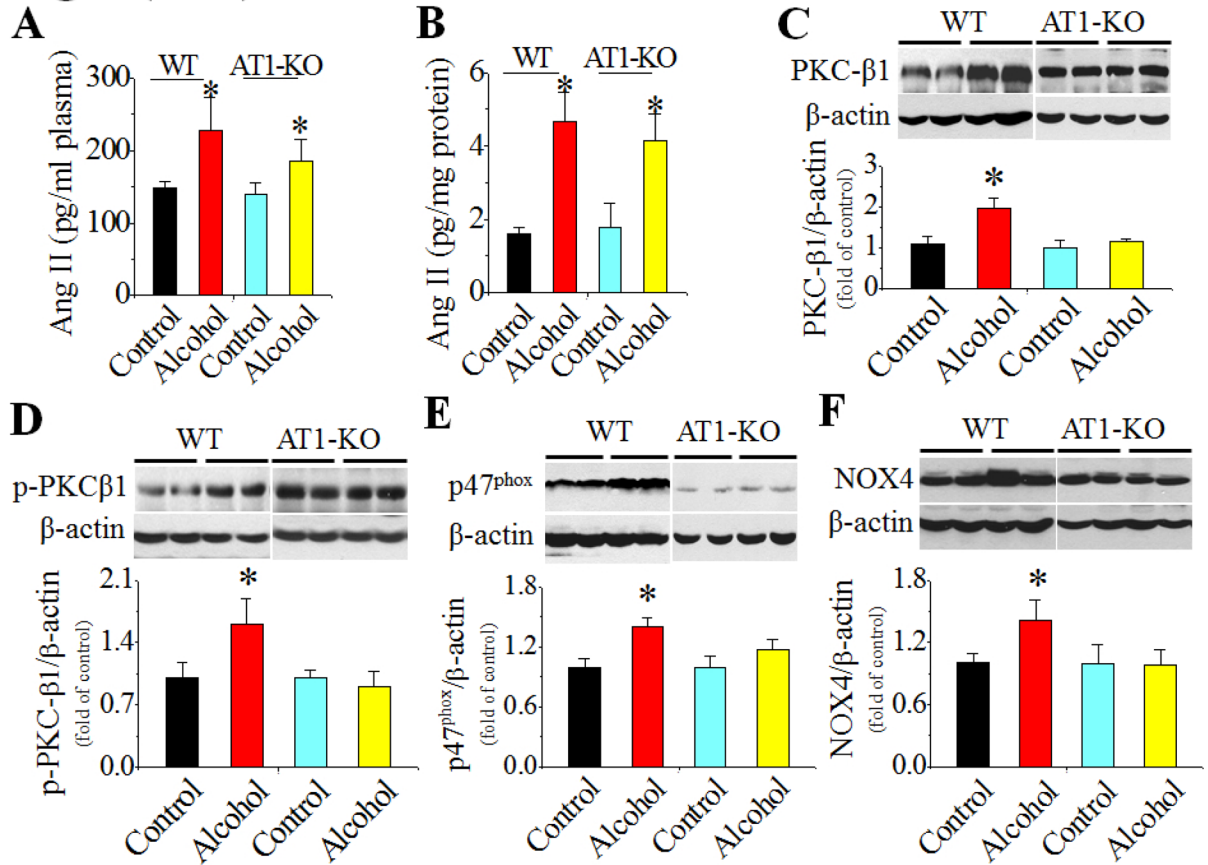 A
WT
AT1-KO
300
200
100
0
Ang II (pg/ml plasma)
*
*
Control
Alcohol
Control
Alcohol
B
WT
AT1-KO
6
4
2
0
Ang II (pg/mg protein)
*
*
Control
Alcohol
Control
Alcohol
C
WT
AT1-KO
PKC-β1
β-actin
3
2
1
0
PKC-β1/β-actin
(fold of control)
*
Control
Alcohol
Control
Alcohol
D
WT
AT1-KO
p-PKCβ1
β-actin
2.1
1.4
0.7
0.0
p-PKC-β1/β-actin
(fold of control)
*
Control
Alcohol
Control
Alcohol
E
WT
AT1-KO
p47phox
β-actin
1.8
1.2
0.6
0.0
p47phox/β-actin
(fold of control)
*
Control
Alcohol
Control
Alcohol
F
WT
AT1-KO
NOX4
β-actin
1.8
1.2
0.6
0.0
NOX4/β-actin
(fold of control)
*
Control
Alcohol
Control
Alcohol